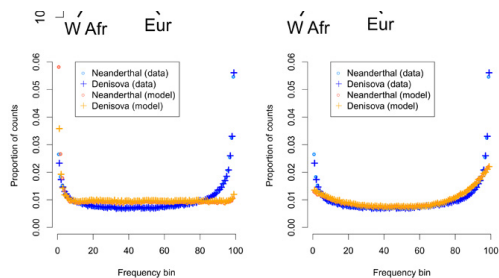 10
W Afr
Eur
0.06
0.05
0.04
0.03
0.02
0.01
0.00
Proportion of counts
Neanderthal (data)
Denisova (data)
Neanderthal (model)
Denisova (model)
0 20 40 60 80 100
Frequency bin
10
W Afr
Eur
0.06
0.05
0.04
0.03
0.02
0.01
0.00
Proportion of counts
Neanderthal (data)
Denisova (data)
Neanderthal (model)
Denisova (model)
0 20 40 60 80 100
Frequency bin